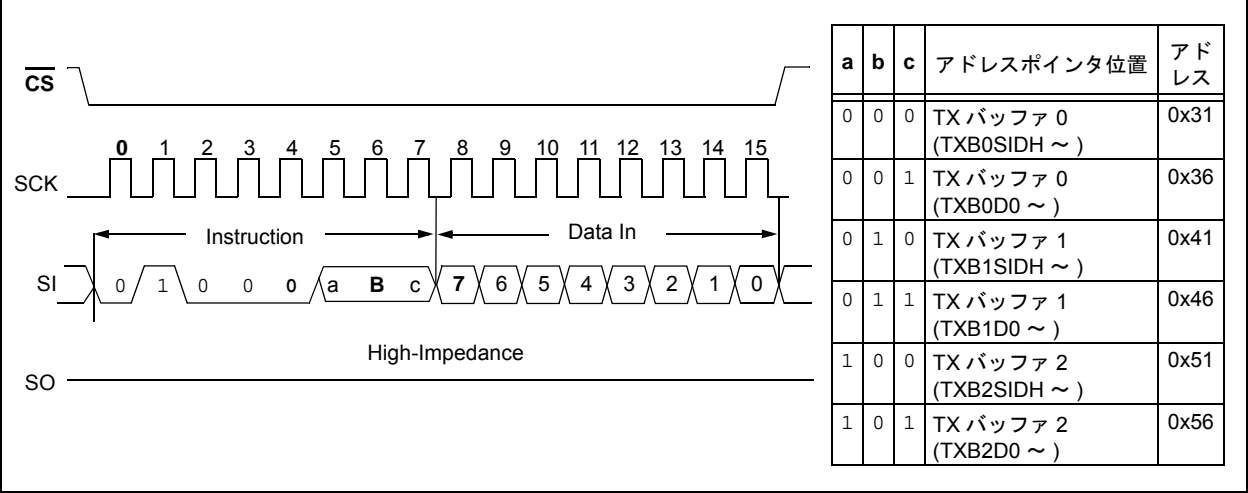 CS
0 1 2 3 4 5 6 7 8 9 10 11 12 13 14 15
SCK
Instruction Data In
SI 0 1 0 0 0 a B c 7 6 5 4 3 2 1 0
High-Impedance
SO
a b c アドレスポインタ位置 アド
レス
0 0 0 TX バッファ 0 0x31
(TXB0SIDH ~ )
0 0 1 TX バッファ 0 0x36
(TXB0D0 ~ )
0 1 0 TX バッファ 1 0x41
(TXB1SIDH ~ )
0 1 1 TX バッファ 1 0x46
(TXB1D0 ~ )
1 0 0 TX バッファ 2 0x51
(TXB2SIDH ~ )
1 0 1 TX バッファ 2 0x56
(TXB2D0 ~ )